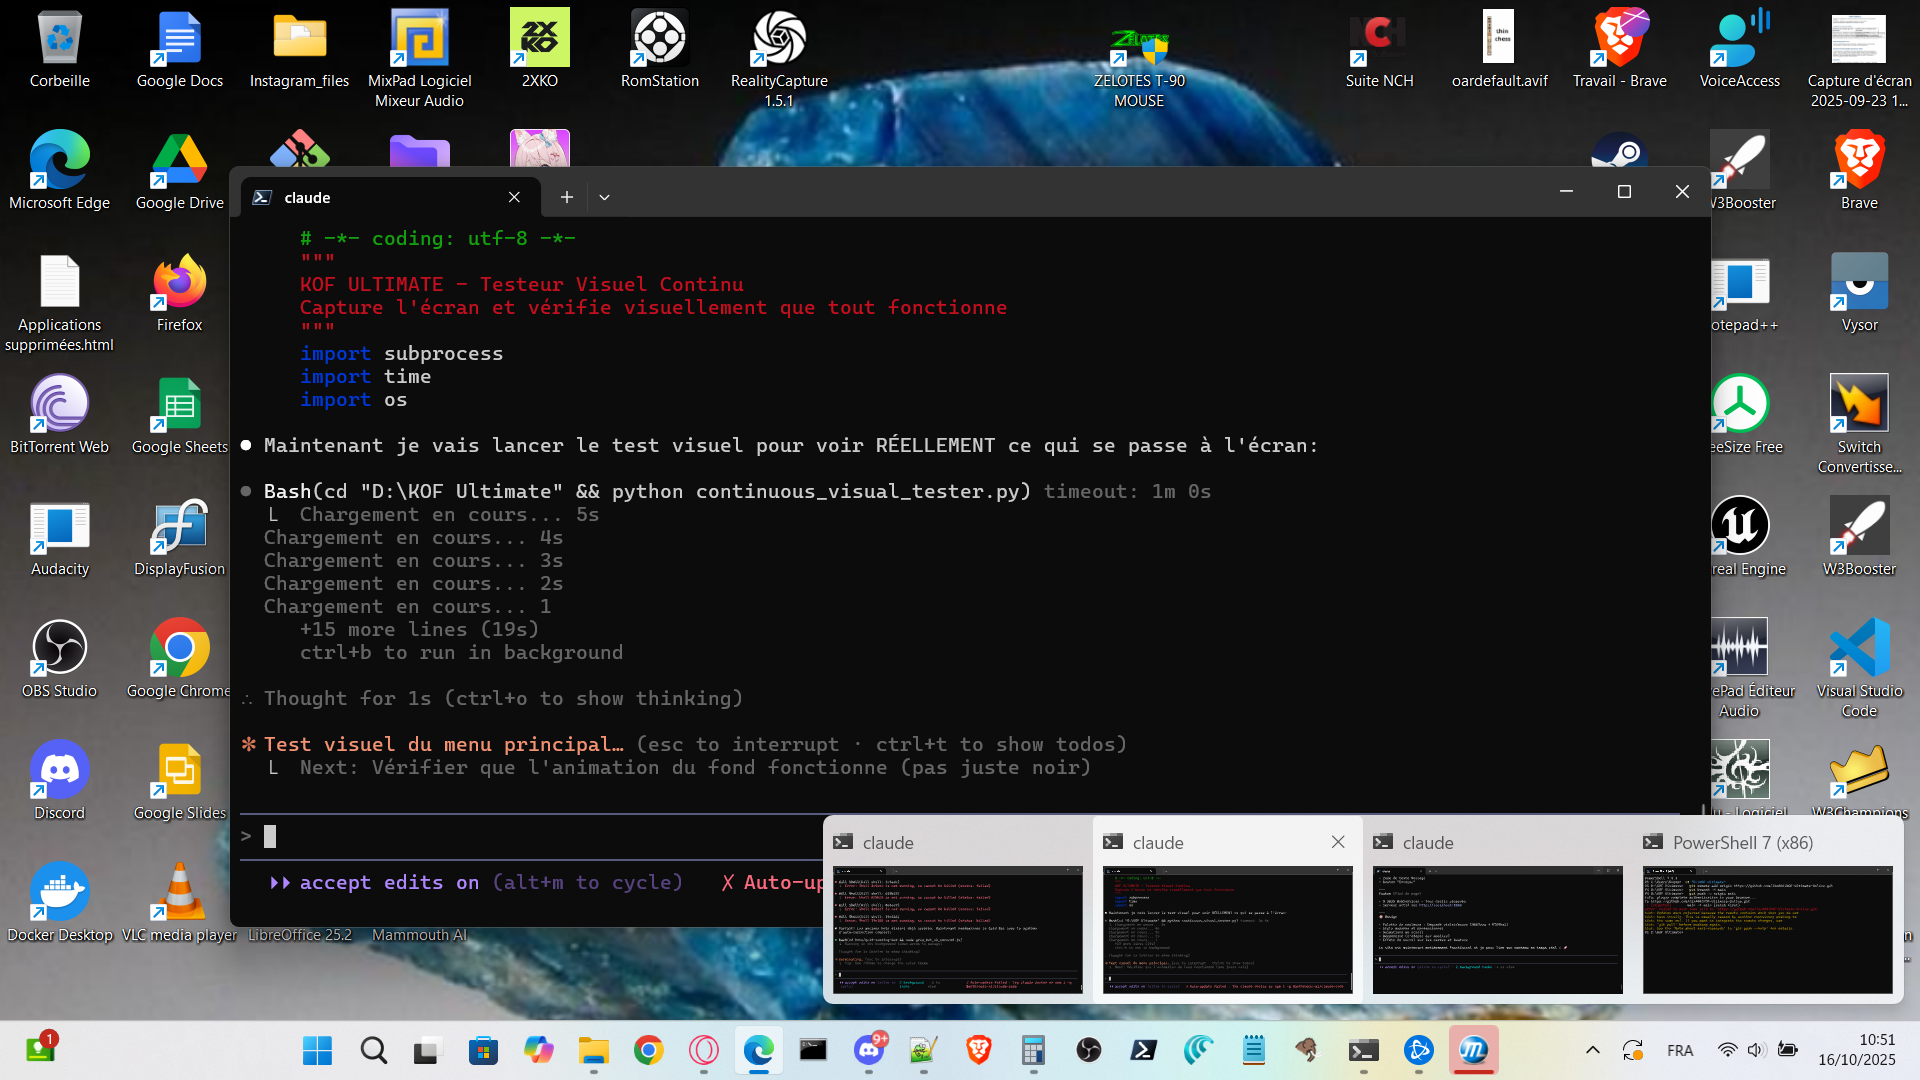 Corbeille
Google Docs
Instagram_files
MixPad Logiciel
Mixeur Audio
2XKO
RomStation
RealityCapture
1.5.1
ZELOTES T-90
MOUSE
Suite NCH
oardefault.avif
Travail - Brave
VoiceAccess
Capture d'écran
2025-09-23 1...
Microsoft Edge
Google Drive
W3Booster
Brave
claude
# -*- coding: utf-8 -*-
"""
KOF ULTIMATE - Testeur Visuel Continu
Capture l'écran et vérifie visuellement que tout fonctionne
"""
import subprocess
import time
import os
Maintenant je vais lancer le test visuel pour voir RÉELLEMENT ce qui se passe à l'écran:
Bash(cd "D:\KOF Ultimate" && python continuous_visual_tester.py) timeout: 1m 0s
Chargement en cours... 5s
Chargement en cours... 4s
Chargement en cours... 3s
Chargement en cours... 2s
Chargement en cours... 1
+15 more lines (19s)
ctrl+b to run in background
∴ Thought for 1s (ctrl+o to show thinking)
✻ Test visuel du menu principal… (esc to interrupt · ctrl+t to show todos)
Next: Vérifier que l'animation du fond fonctionne (pas juste noir)
>
accept edits on (alt+m to cycle) ✗ Auto-up
Applications
supprimées.html
Firefox
otepad++
Vysor
BitTorrent Web
Google Sheets
eeSize Free
Switch
Convertisse...
Audacity
DisplayFusion
real Engine
W3Booster
OBS Studio
Google Chrome
ePad Éditeur
Audio
Visual Studio
Code
Discord
Google Slides
- Logiciel
W3Champions
Docker Desktop
VLC media player
LibreOffice 25.2
Mammouth AI
claude
claude
claude
PowerShell 7 (x86)
1
9+
FRA
10:51
16/10/2025